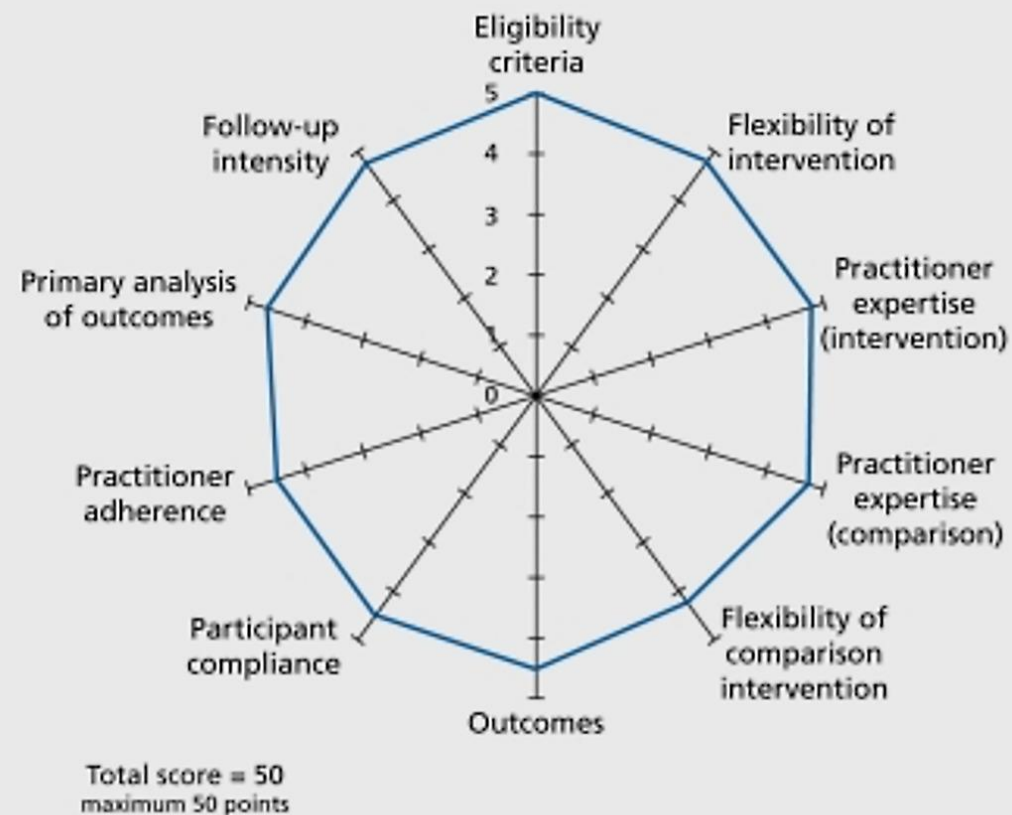 Eligibility
criteria
5
4
3
2
1
0
Flexibility of
intervention
Practitioner
expertise
(intervention)
Practitioner
expertise
(comparison)
Flexibility of
comparison
intervention
Outcomes
Participant
compliance
Practitioner
adherence
Primary analysis
of outcomes
Follow-up
intensity
Total score = 50
maximum 50 points